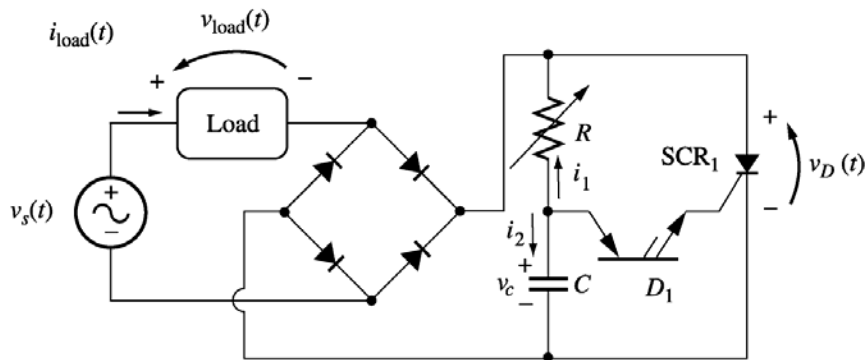 i_load(t)
v_load(t)
+ −
Load
v_s(t)
+
−
R
i_1
i_2
+
v_c
−
C
D_1
SCR_1
+
v_D (t)
−